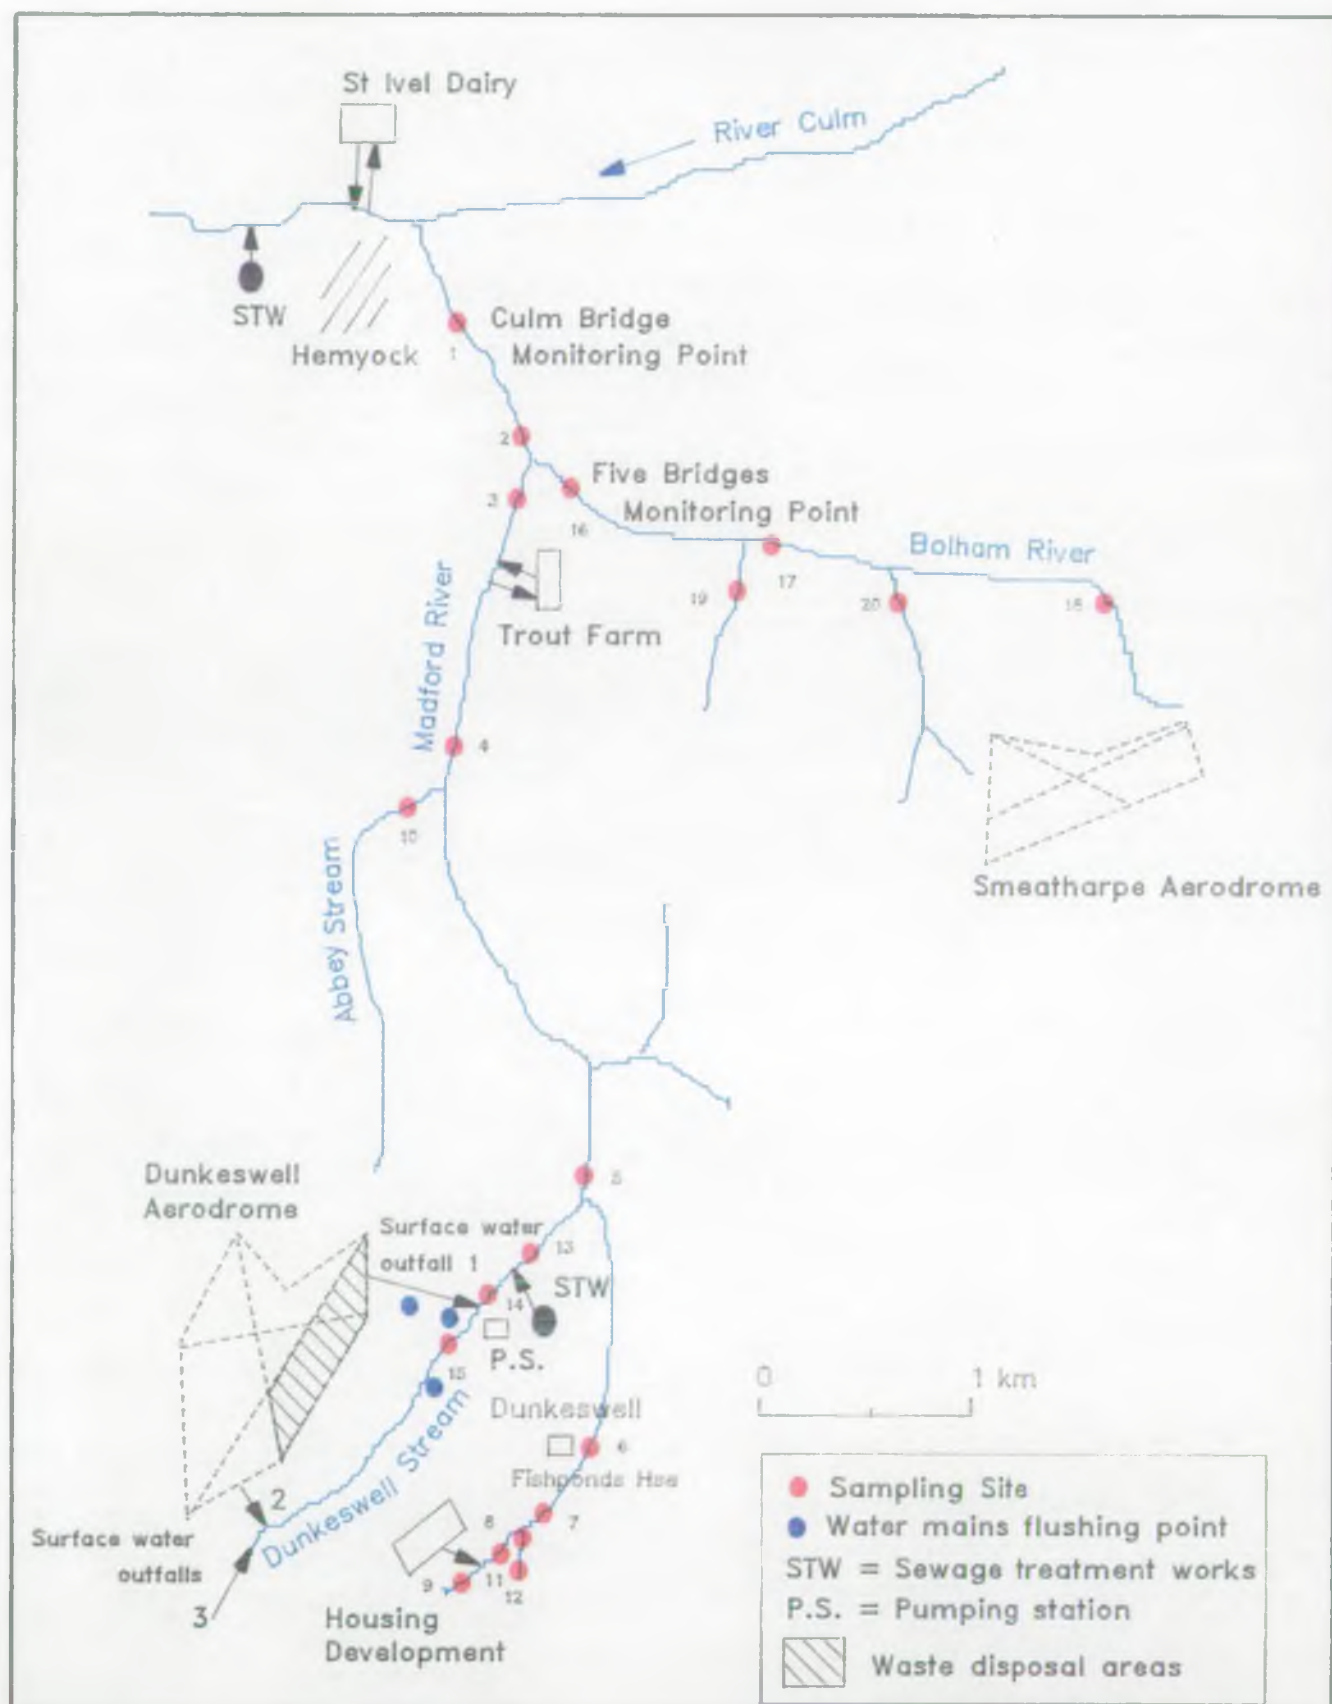 St Ivel Dairy
River Culm
STW
Hemyock
Culm Bridge
Monitoring Point
1
2
Five Bridges
Monitoring Point
3
16
Bolham River
17
19
20
18
Trout Farm
Madford River
4
10
Abbey Stream
Smeatharpe Aerodrome
Dunkeswell
Aerodrome
5
Surface water
outfall 1
13
STW
14
P.S.
15
0 1 km
Dunkeswell
6
Fishponds Hse
Dunkeswell Stream
2
Surface water
outfalls
3
7
8
9
11
12
Housing
Development
Sampling Site
Water mains flushing point
STW = Sewage treatment works
P.S. = Pumping station
Waste disposal areas